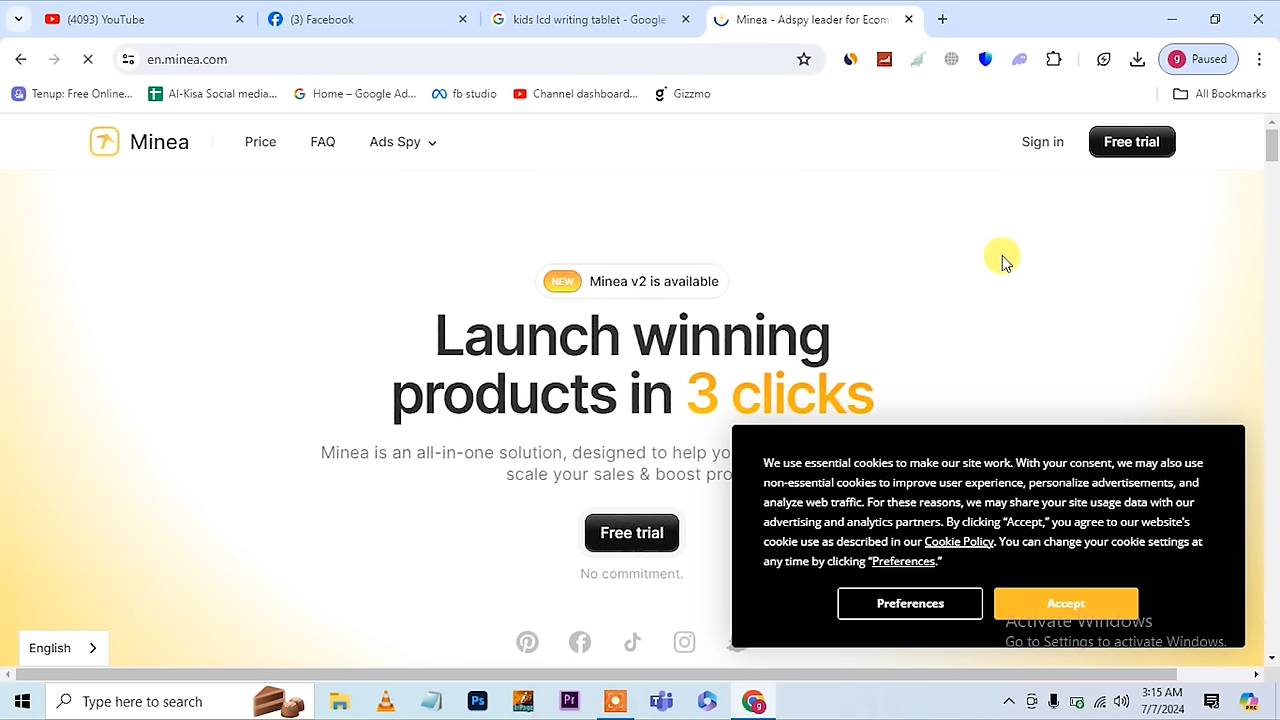 (4093) YouTube
(3) Facebook
kids lcd writing tablet - Google
Minea - Adspy leader for Ecom
en.minea.com
g Paused
Tenup: Free Onlin...
Al-Kisa Social media...
Home – Google Ad...
fb studio
Channel dashboard...
Gizzmo
All Bookmarks
Minea
Price
FAQ
Ads Spy
Sign in
Free trial
NEW Minea v2 is available
Launch winning
products in 3 clicks
Minea is an all-in-one solution, designed to help yo
scale your sales & boost pro
Free trial
No commitment.
We use essential cookies to make our site work. With your consent, we may also use
non-essential cookies to improve user experience, personalize advertisements, and
analyze web traffic. For these reasons, we may share your site usage data with our
advertising and analytics partners. By clicking “Accept,” you agree to our website's
cookie use as described in our Cookie Policy. You can change your cookie settings at
any time by clicking “Preferences.”
Preferences
Accept
Activate Windows
Go to Settings to activate Windows.
English
Type here to search
Ps
Pr
3:15 AM
7/7/2024